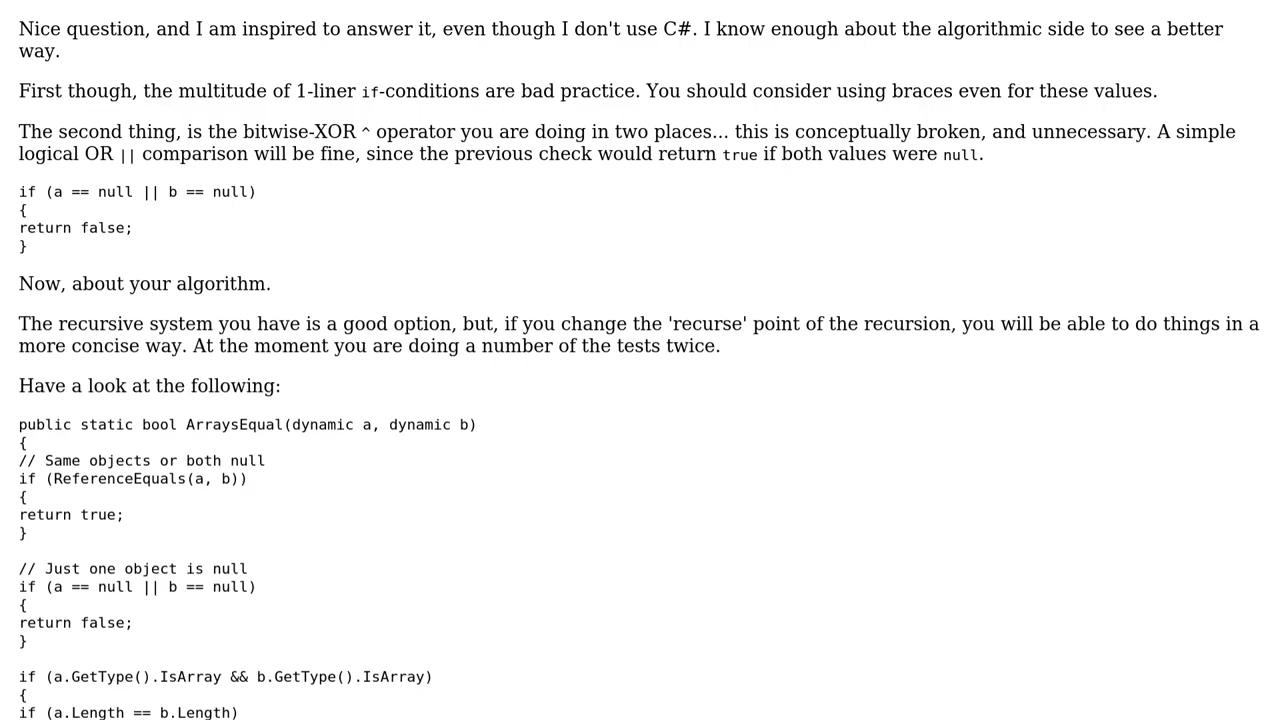 Nice question, and I am inspired to answer it, even though I don't use C#. I know enough about the algorithmic side to see a better
way.
First though, the multitude of 1-liner if-conditions are bad practice. You should consider using braces even for these values.
The second thing, is the bitwise-XOR ^ operator you are doing in two places... this is conceptually broken, and unnecessary. A simple
logical OR || comparison will be fine, since the previous check would return true if both values were null.
if (a == null || b == null)
{
return false;
}
Now, about your algorithm.
The recursive system you have is a good option, but, if you change the 'recurse' point of the recursion, you will be able to do things in a
more concise way. At the moment you are doing a number of the tests twice.
Have a look at the following:
public static bool ArraysEqual(dynamic a, dynamic b)
{
// Same objects or both null
if (ReferenceEquals(a, b))
{
return true;
}
// Just one object is null
if (a == null || b == null)
{
return false;
}
if (a.GetType().IsArray && b.GetType().IsArray)
{
if (a.Length == b.Length)